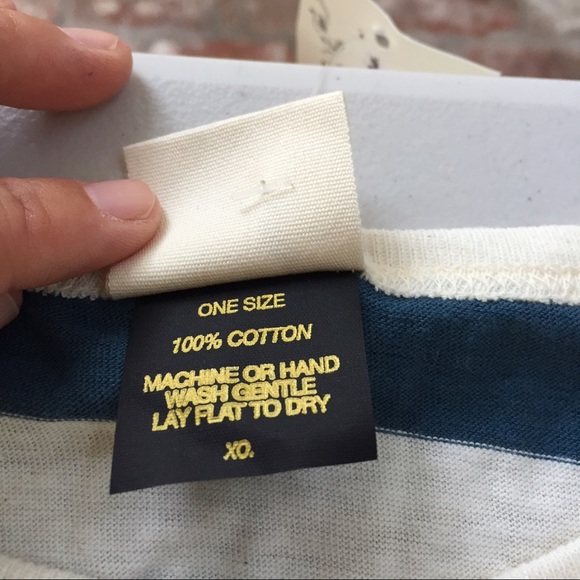 ONE SIZE
100% COTTON
MACHINE OR HAND
WASH GENTLE
LAY FLAT TO DRY
XO.